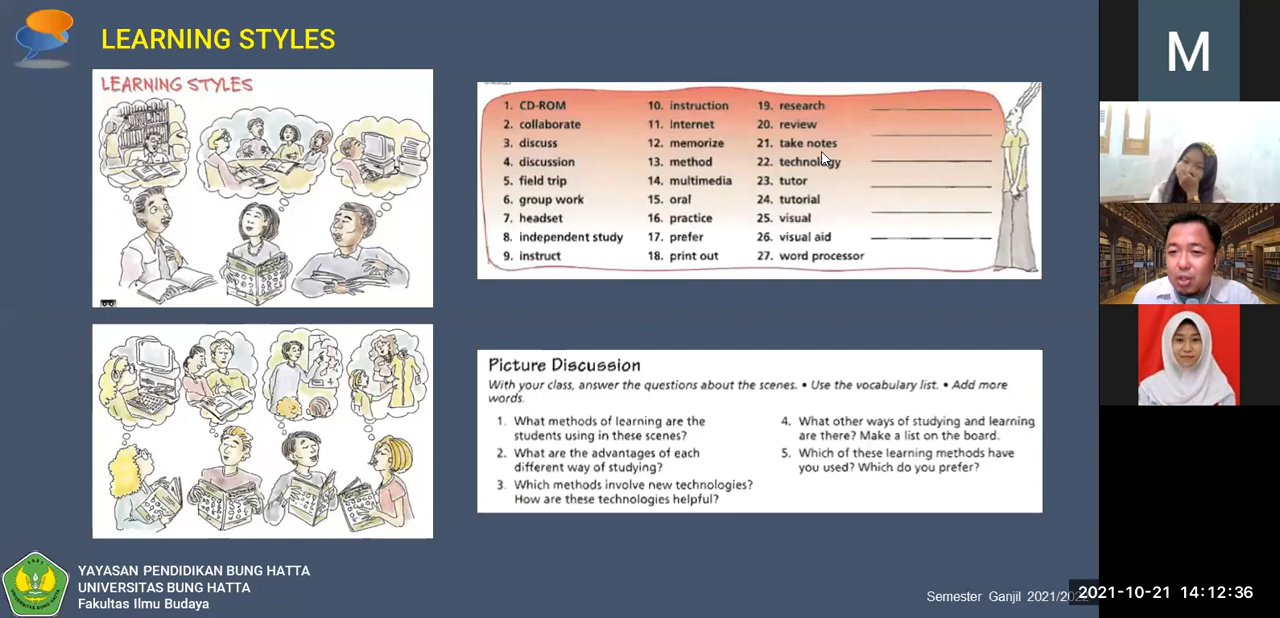 LEARNING STYLES
LEARNING STYLES
1. CD-ROM
2. collaborate
3. discuss
4. discussion
5. field trip
6. group work
7. headset
8. independent study
9. instruct
10. instruction
11. Internet
12. memorize
13. method
14. multimedia
15. oral
16. practice
17. prefer
18. print out
19. research
20. review
21. take notes
22. technology
23. tutor
24. tutorial
25. visual
26. visual aid
27. word processor
Picture Discussion
With your class, answer the questions about the scenes. • Use the vocabulary list. • Add more
words.
1. What methods of learning are the
students using in these scenes?
2. What are the advantages of each
different way of studying?
3. Which methods involve new technologies?
How are these technologies helpful?
4. What other ways of studying and learning
are there? Make a list on the board.
5. Which of these learning methods have
you used? Which do you prefer?
YAYASAN PENDIDIKAN BUNG HATTA
UNIVERSITAS BUNG HATTA
Fakultas Ilmu Budaya
Semester Ganjil 2021/
2021-10-21 14:12:36
M